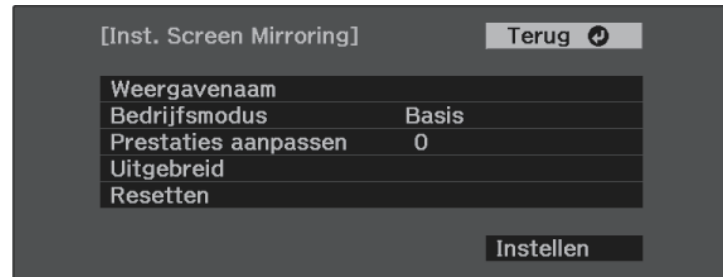 [Inst. Screen Mirroring] Terug
Weergavenaam
Bedrijfsmodus Basis
Prestaties aanpassen 0
Uitgebreid
Resetten
Instellen